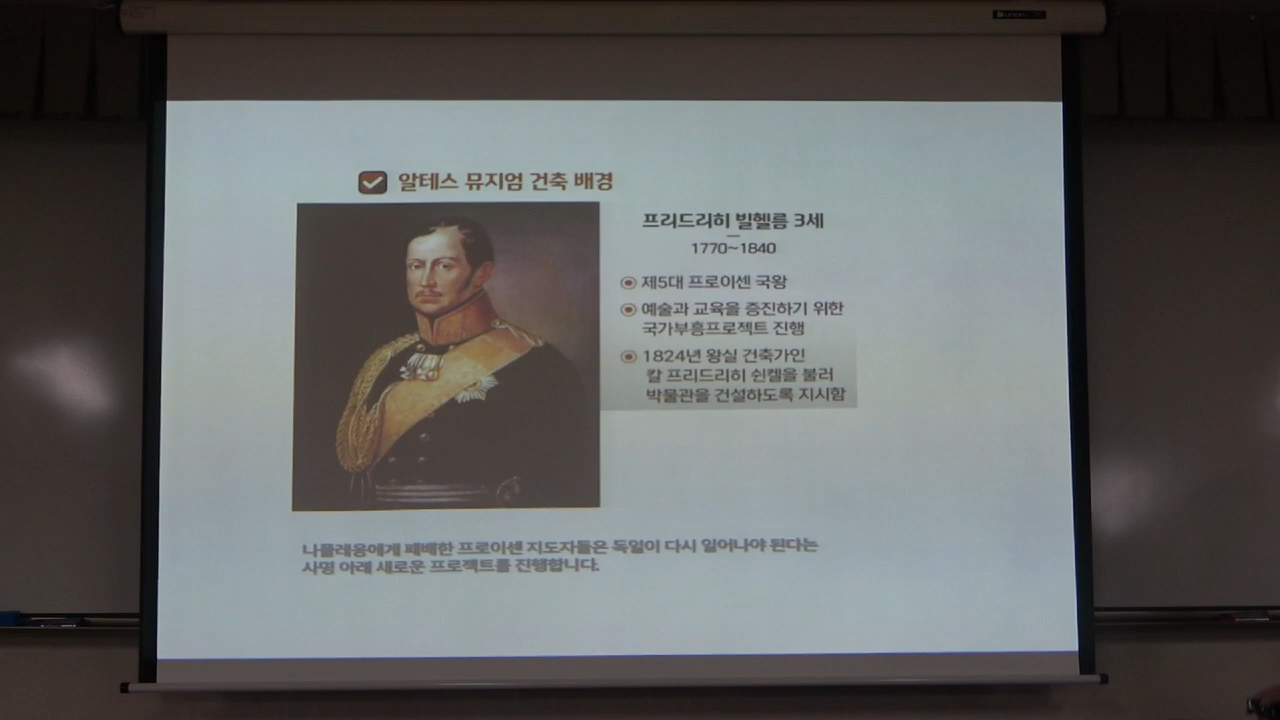 알테스 뮤지엄 건축 배경
프리드리히 빌헬름 3세
1770~1840
제5대 프로이센 국왕
예술과 교육을 증진하기 위한
국가부흥프로젝트 진행
1824년 왕실 건축가인
칼 프리드리히 쉰켈을 불러
박물관을 건설하도록 지시함
나폴레옹에게 패배한 프로이센 지도자들은 독일이 다시 일어나야 된다는
사명 아래 새로운 프로젝트를 진행합니다.